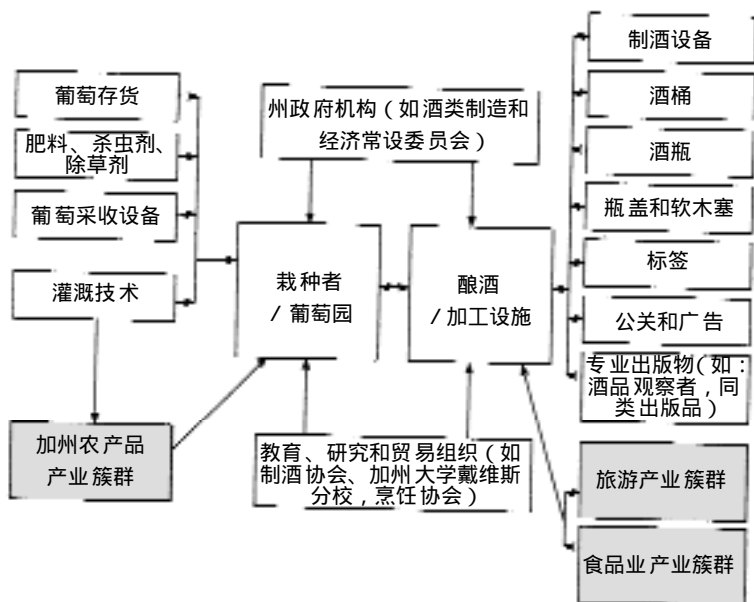 制酒设备
葡萄存货
州政府机构（如酒类制造和
经济常设委员会）
酒桶
肥料、杀虫剂、
除草剂
酒瓶
葡萄采收设备
瓶盖和软木塞
栽种者
/ 葡萄园
酿酒
/加工设施
标签
灌溉技术
公关和广告
专业出版物（如：
酒品观察者，同
类出版品）
加州农产品
产业簇群
教育、研究和贸易组织（如
制酒协会、加州大学戴维斯
分校，烹饪协会）
旅游产业簇群
食品业产业簇群